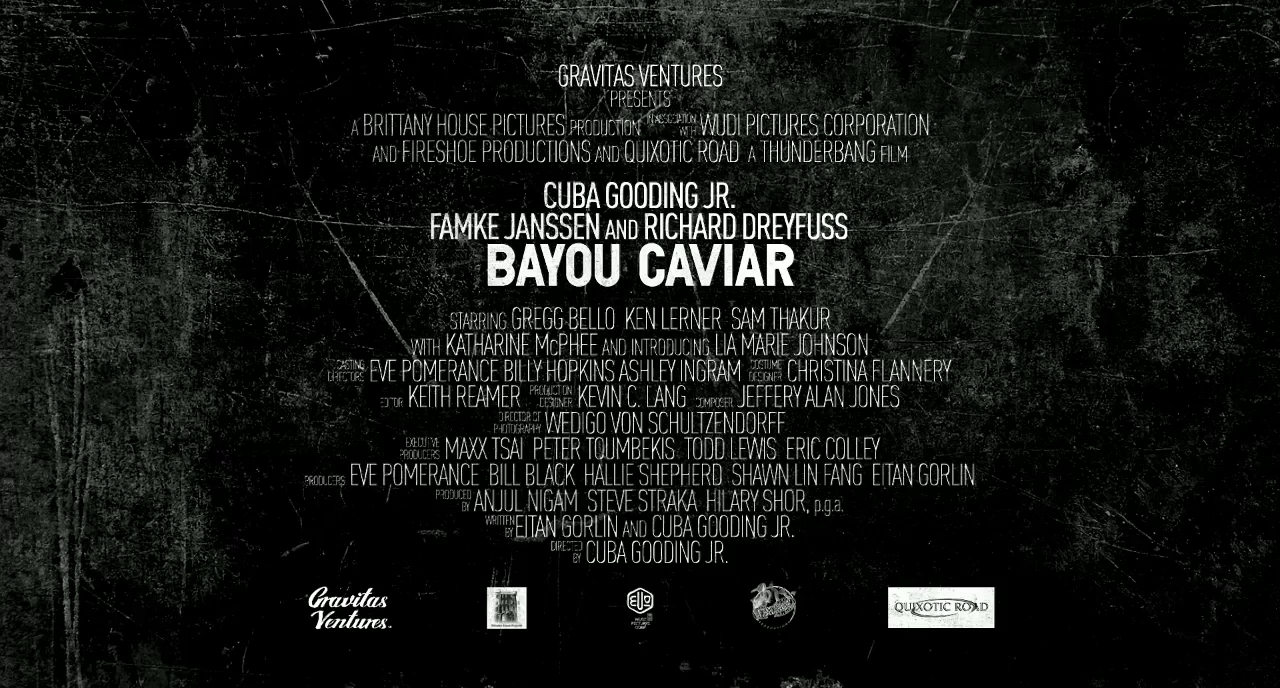 GRAVITAS VENTURES
PRESENTS
A BRITTANY HOUSE PICTURES PRODUCTION IN ASSOCIATION WITH WUDI PICTURES CORPORATION
AND FIRESHOE PRODUCTIONS AND QUIXOTIC ROAD A THUNDERBANG FILM
CUBA GOODING JR.
FAMKE JANSSEN AND RICHARD DREYFUSS
BAYOU CAVIAR
STARRING GREGG BELLO KEN LERNER SAM THAKUR
WITH KATHARINE McPHEE AND INTRODUCING LIA MARIE JOHNSON
CASTING DIRECTORS EVE POMERANCE BILLY HOPKINS ASHLEY INGRAM COSTUME DESIGNER CHRISTINA FLANNERY
EDITOR KEITH REAMER PRODUCTION DESIGNER KEVIN C. LANG COMPOSER JEFFERY ALAN JONES
DIRECTOR OF PHOTOGRAPHY WEDIGO VON SCHULTZENDORFF
EXECUTIVE PRODUCERS MAXX TSAI PETER TOUMBEKIS TODD LEWIS ERIC COLLEY
PRODUCERS EVE POMERANCE BILL BLACK HALLIE SHEPHERD SHAWN LIN FANG EITAN GORLIN
PRODUCED BY ANJUL NIGAM STEVE STRAKA HILARY SHOR, p.g.a.
WRITTEN BY EITAN GORLIN AND CUBA GOODING JR.
DIRECTED BY CUBA GOODING JR.
Gravitas Ventures.
QUIXOTIC ROAD